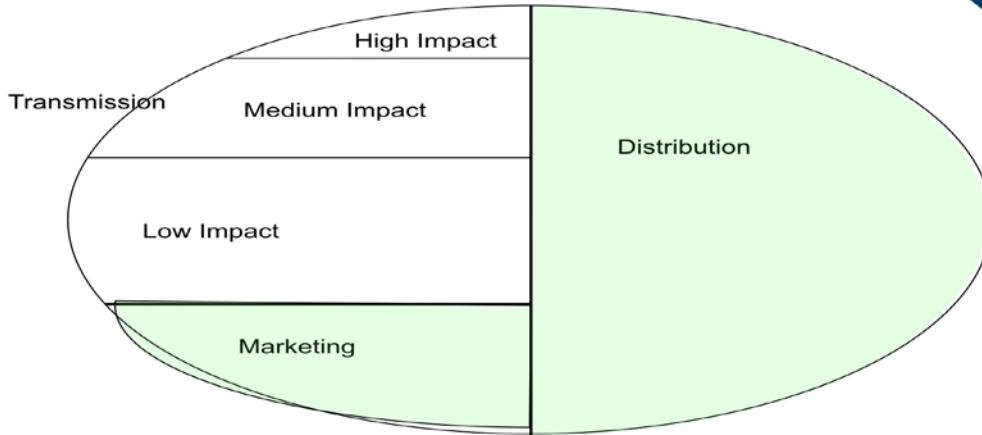 High Impact
Transmission
Medium Impact
Distribution
Low Impact
Marketing